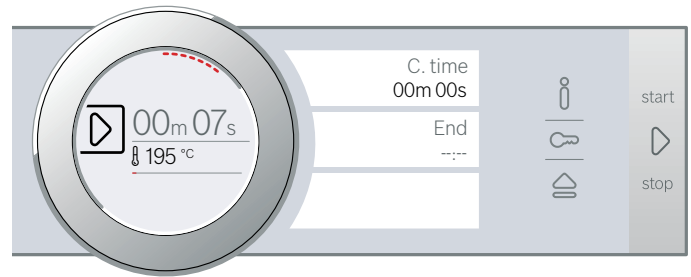 00m 07s
195 °C
C. time
00m 00s
End
--:--
start
stop